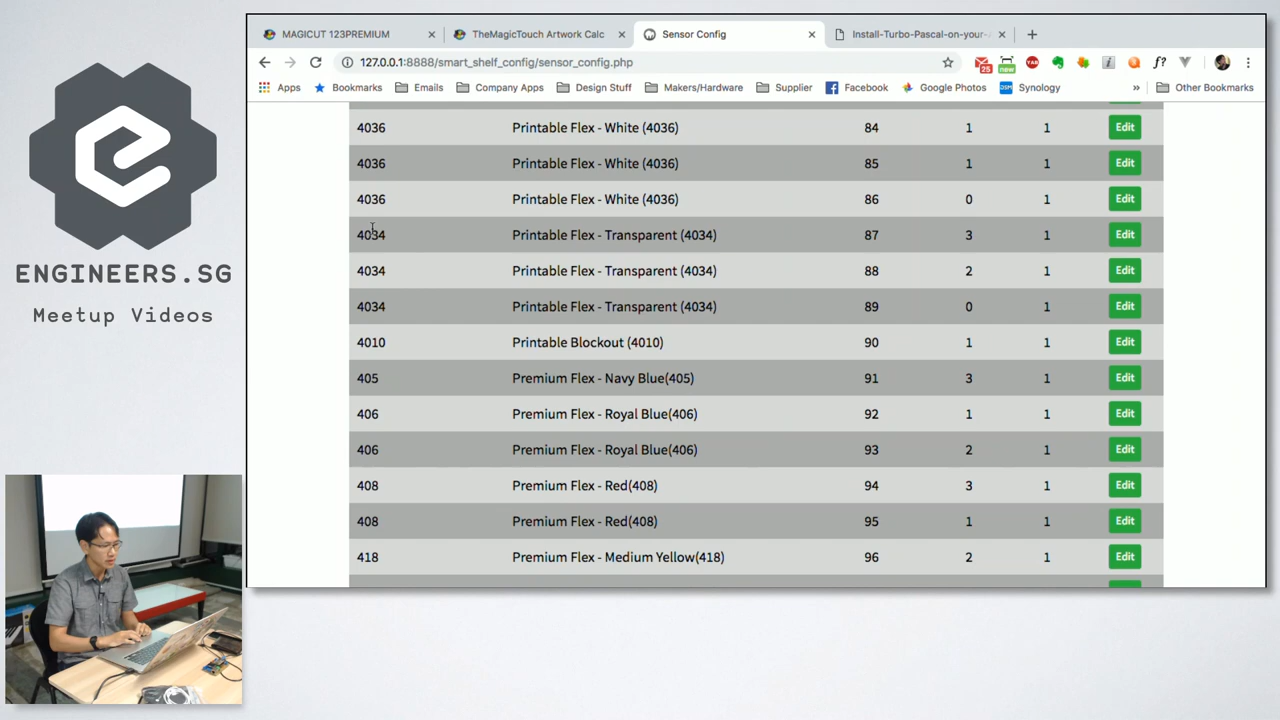 MAGICUT 123PREMIUM
TheMagicTouch Artwork Calc
Sensor Config
Install-Turbo-Pascal-on-your-
127.0.0.1:8888/smart_shelf_config/sensor_config.php
25
new
f?
Apps
Bookmarks
Emails
Company Apps
Design Stuff
Makers/Hardware
Supplier
Facebook
Google Photos
DSM
Synology
»
Other Bookmarks
4036 Printable Flex - White (4036) 84 1 1 Edit
4036 Printable Flex - White (4036) 85 1 1 Edit
4036 Printable Flex - White (4036) 86 0 1 Edit
4034 Printable Flex - Transparent (4034) 87 3 1 Edit
4034 Printable Flex - Transparent (4034) 88 2 1 Edit
4034 Printable Flex - Transparent (4034) 89 0 1 Edit
4010 Printable Blockout (4010) 90 1 1 Edit
405 Premium Flex - Navy Blue(405) 91 3 1 Edit
406 Premium Flex - Royal Blue(406) 92 1 1 Edit
406 Premium Flex - Royal Blue(406) 93 2 1 Edit
408 Premium Flex - Red(408) 94 3 1 Edit
408 Premium Flex - Red(408) 95 1 1 Edit
418 Premium Flex - Medium Yellow(418) 96 2 1 Edit
ENGINEERS.SG
Meetup Videos